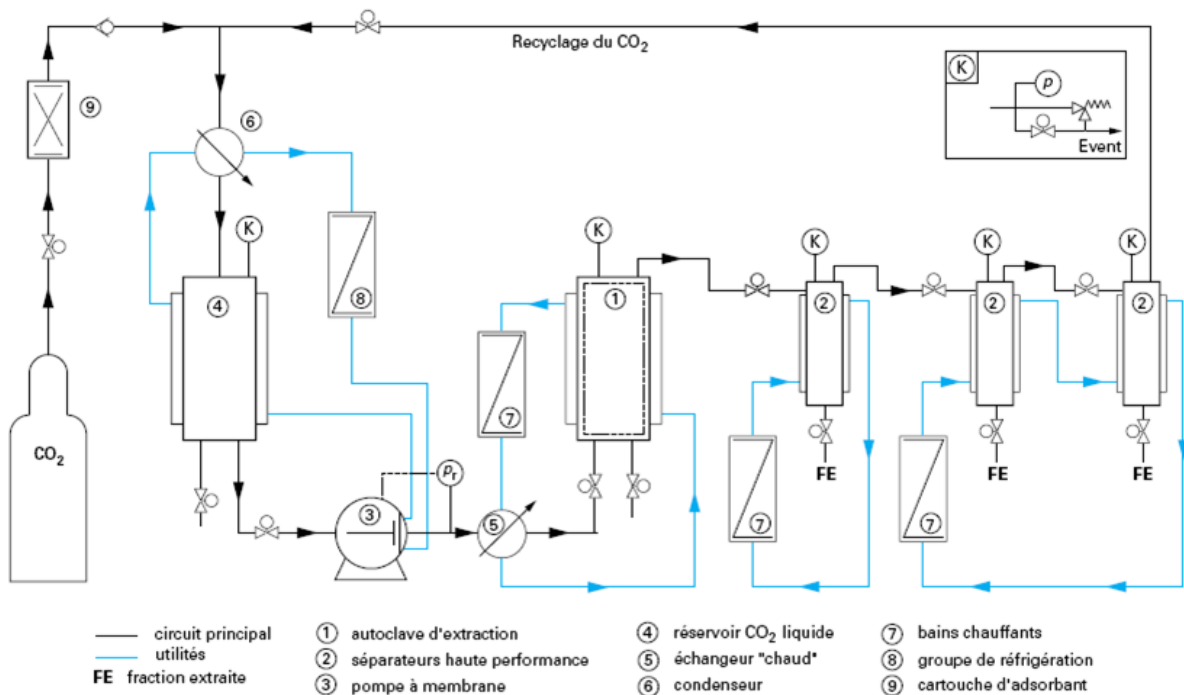 Recyclage du CO2
K
p
Event
9
6
K
K
K
K
K
4
8
1
2
2
2
7
CO2
pr
FE
FE
FE
3
5
7
7
circuit principal
utilités
FE fraction extraite
1 autoclave d'extraction
2 séparateurs haute performance
3 pompe à membrane
4 réservoir CO2 liquide
5 échangeur "chaud"
6 condenseur
7 bains chauffants
8 groupe de réfrigération
9 cartouche d'adsorbant